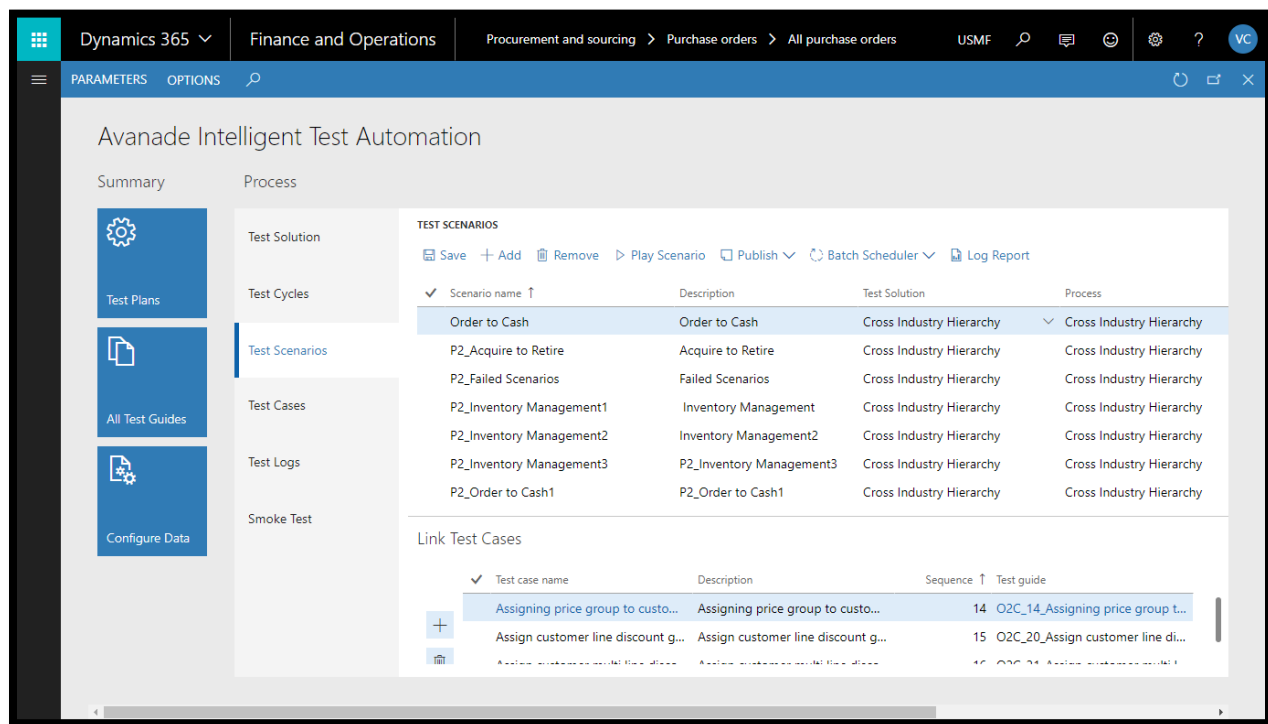 Dynamics 365 Finance and Operations Procurement and sourcing > Purchase orders > All purchase orders USMF ? VC
PARAMETERS OPTIONS
Avanade Intelligent Test Automation
Summary Process
Test Plans
All Test Guides
Configure Data
Test Solution
Test Cycles
Test Scenarios
Test Cases
Test Logs
Smoke Test
TEST SCENARIOS
Save Add Remove Play Scenario Publish Batch Scheduler Log Report
Scenario name ↑ Description Test Solution Process
Order to Cash Order to Cash Cross Industry Hierarchy Cross Industry Hierarchy
P2_Acquire to Retire Acquire to Retire Cross Industry Hierarchy Cross Industry Hierarchy
P2_Failed Scenarios Failed Scenarios Cross Industry Hierarchy Cross Industry Hierarchy
P2_Inventory Management1 Inventory Management Cross Industry Hierarchy Cross Industry Hierarchy
P2_Inventory Management2 Inventory Management2 Cross Industry Hierarchy Cross Industry Hierarchy
P2_Inventory Management3 P2_Inventory Management3 Cross Industry Hierarchy Cross Industry Hierarchy
P2_Order to Cash1 P2_Order to Cash1 Cross Industry Hierarchy Cross Industry Hierarchy
Link Test Cases
Test case name Description Sequence ↑ Test guide
Assigning price group to custo... Assigning price group to custo... 14 O2C_14_Assigning price group t...
Assign customer line discount g... Assign customer line discount g... 15 O2C_20_Assign customer line di...